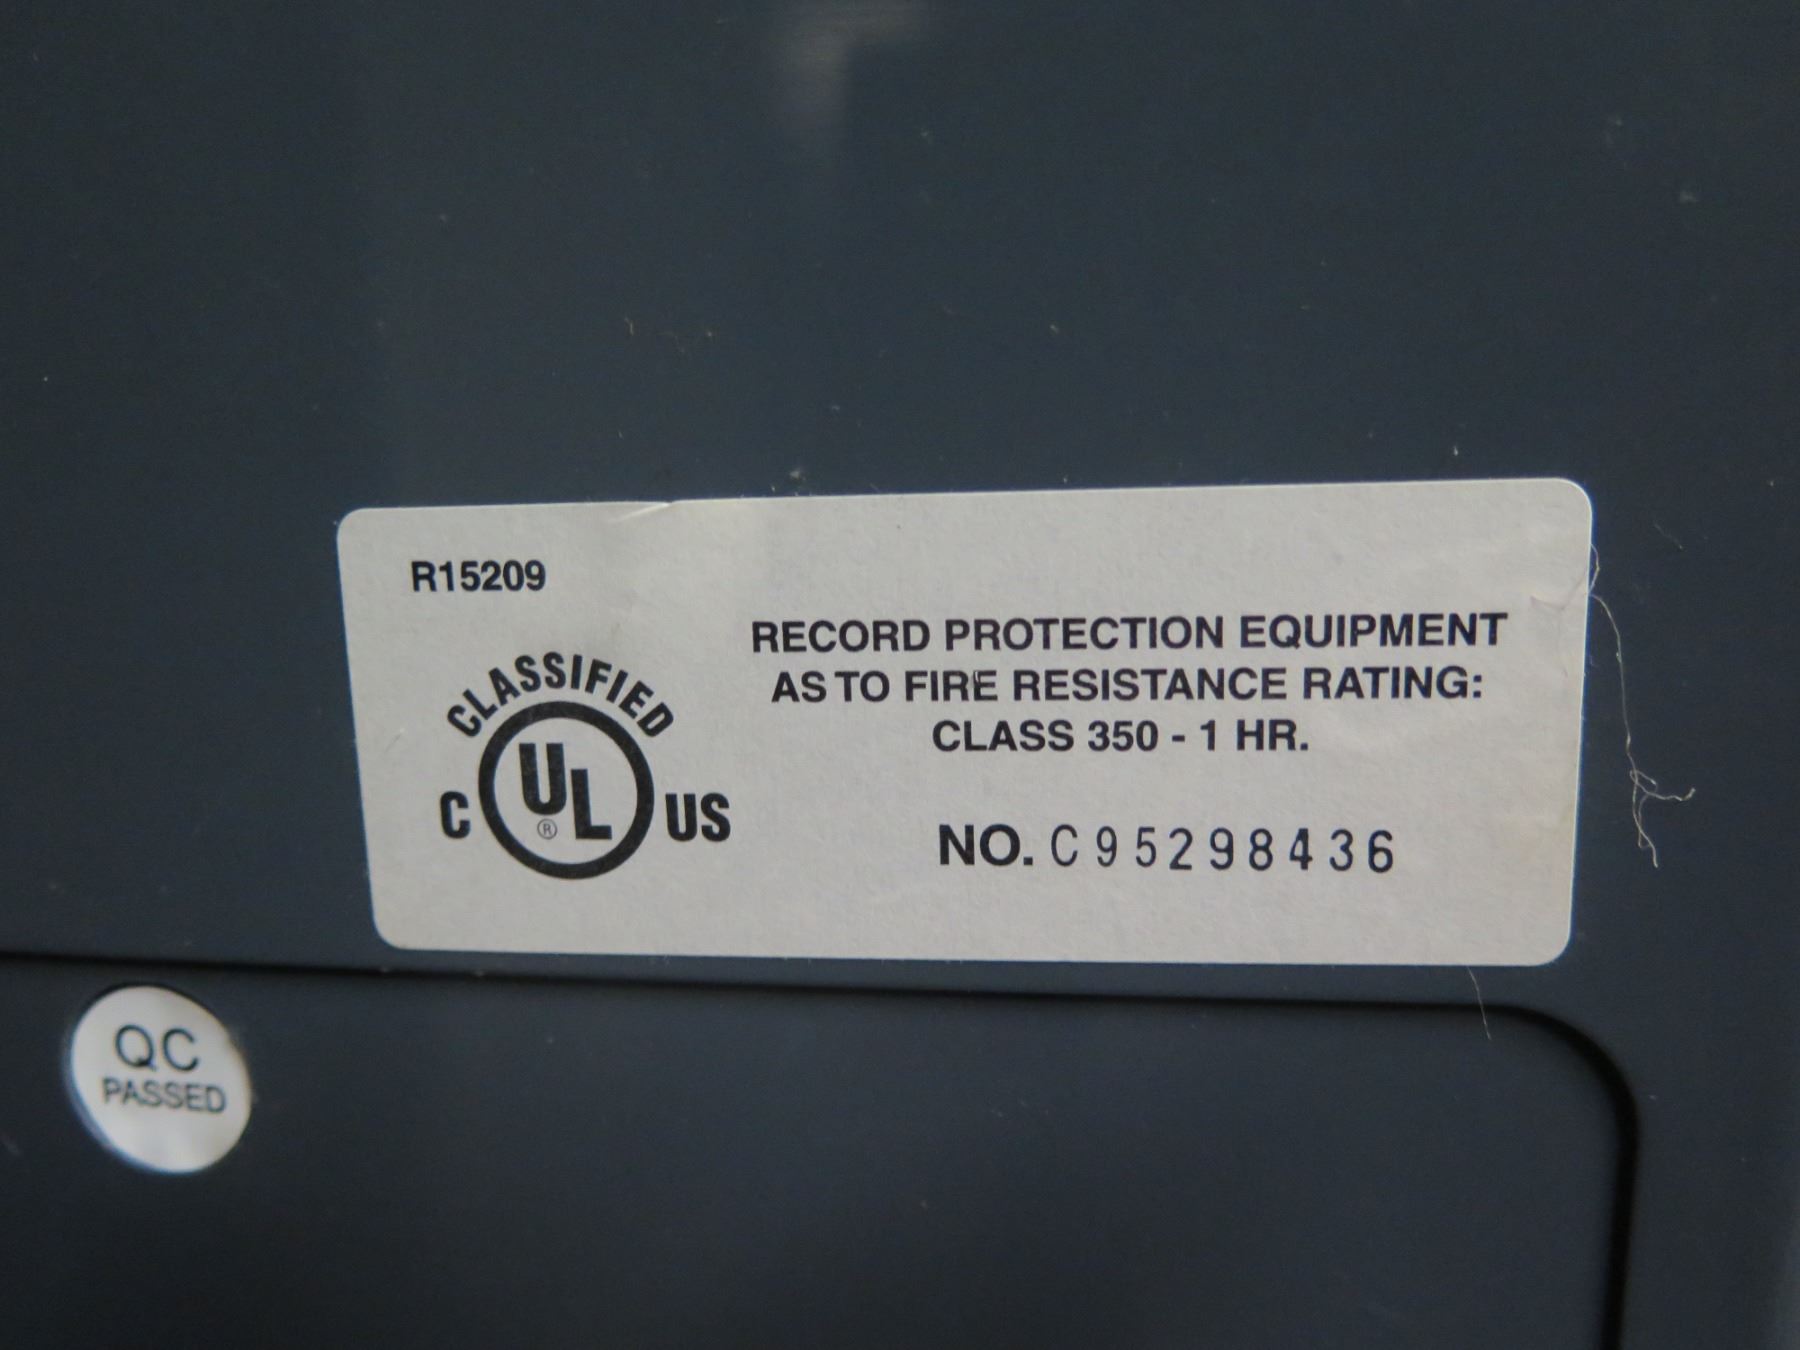 R15209
CLASSIFIED
C UL® US
RECORD PROTECTION EQUIPMENT
AS TO FIRE RESISTANCE RATING:
CLASS 350 - 1 HR.
NO. C95298436
QC
PASSED